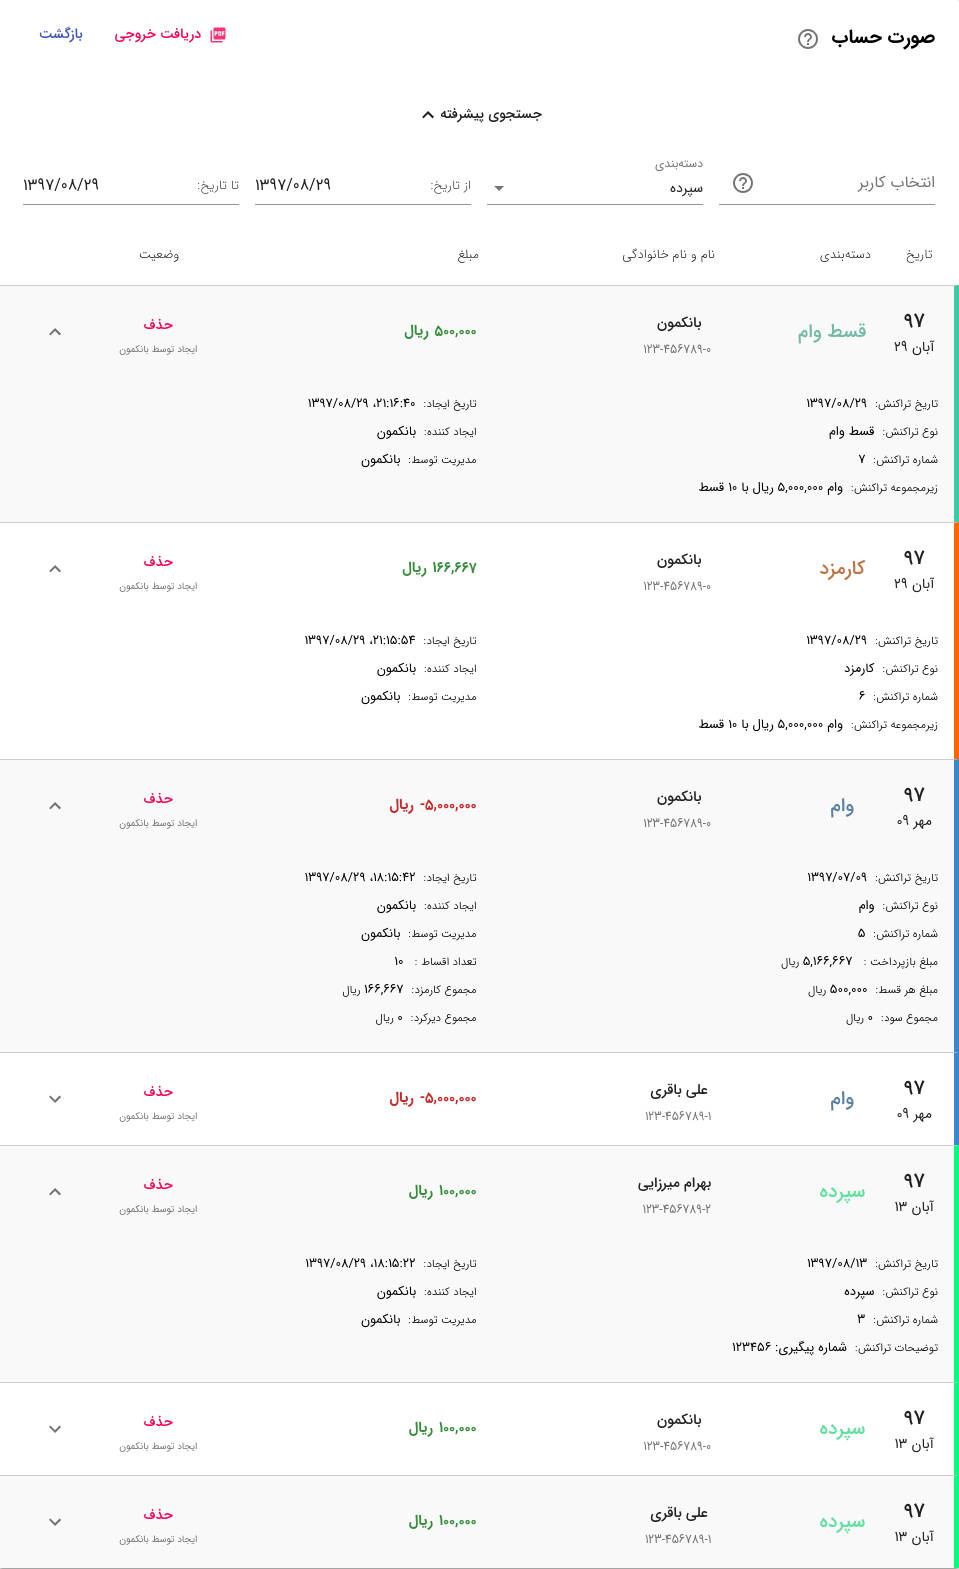 صورت حساب
دریافت خروجی
بازگشت
جستجوی پیشرفته
دسته‌بندی
انتخاب کاربر
سپرده
از تاریخ: ۱۳۹۷/۰۸/۲۹
تا تاریخ: ۱۳۹۷/۰۸/۲۹
تاریخ دسته‌بندی نام و نام خانوادگی مبلغ وضعیت
۹۷ قسط وام بانکمون ۵۰۰,۰۰۰ ریال حذف
۲۹ آبان ۱۲۳-۴۵۶۷۸۹-۰ ایجاد توسط بانکمون
تاریخ تراکنش: ۱۳۹۷/۰۸/۲۹ تاریخ ایجاد: ۲۱:۱۶:۴۰، ۱۳۹۷/۰۸/۲۹
نوع تراکنش: قسط وام ایجاد کننده: بانکمون
شماره تراکنش: ۷ مدیریت توسط: بانکمون
زیرمجموعه تراکنش: وام ۵,۰۰۰,۰۰۰ ریال با ۱۰ قسط
۹۷ کارمزد بانکمون ۱۶۶,۶۶۷ ریال حذف
۲۹ آبان ۱۲۳-۴۵۶۷۸۹-۰ ایجاد توسط بانکمون
تاریخ تراکنش: ۱۳۹۷/۰۸/۲۹ تاریخ ایجاد: ۲۱:۱۵:۵۴، ۱۳۹۷/۰۸/۲۹
نوع تراکنش: کارمزد ایجاد کننده: بانکمون
شماره تراکنش: ۶ مدیریت توسط: بانکمون
زیرمجموعه تراکنش: وام ۵,۰۰۰,۰۰۰ ریال با ۱۰ قسط
۹۷ وام بانکمون -۵,۰۰۰,۰۰۰ ریال حذف
۰۹ مهر ۱۲۳-۴۵۶۷۸۹-۰ ایجاد توسط بانکمون
تاریخ تراکنش: ۱۳۹۷/۰۷/۰۹ تاریخ ایجاد: ۱۸:۱۵:۴۲، ۱۳۹۷/۰۸/۲۹
نوع تراکنش: وام ایجاد کننده: بانکمون
شماره تراکنش: ۵ مدیریت توسط: بانکمون
مبلغ بازپرداخت : ۵,۱۶۶,۶۶۷ ریال تعداد اقساط : ۱۰
مبلغ هر قسط: ۵۰۰,۰۰۰ ریال مجموع کارمزد: ۱۶۶,۶۶۷ ریال
مجموع سود: ۰ ریال مجموع دیرکرد: ۰ ریال
۹۷ وام علی باقری -۵,۰۰۰,۰۰۰ ریال حذف
۰۹ مهر ۱۲۳-۴۵۶۷۸۹-۱ ایجاد توسط بانکمون
۹۷ سپرده بهرام میرزایی ۱۰۰,۰۰۰ ریال حذف
۱۳ آبان ۱۲۳-۴۵۶۷۸۹-۲ ایجاد توسط بانکمون
تاریخ تراکنش: ۱۳۹۷/۰۸/۱۳ تاریخ ایجاد: ۱۸:۱۵:۲۲، ۱۳۹۷/۰۸/۲۹
نوع تراکنش: سپرده ایجاد کننده: بانکمون
شماره تراکنش: ۳ مدیریت توسط: بانکمون
توضیحات تراکنش: شماره پیگیری: ۱۲۳۴۵۶
۹۷ سپرده بانکمون ۱۰۰,۰۰۰ ریال حذف
۱۳ آبان ۱۲۳-۴۵۶۷۸۹-۰ ایجاد توسط بانکمون
۹۷ سپرده علی باقری ۱۰۰,۰۰۰ ریال حذف
۱۳ آبان ۱۲۳-۴۵۶۷۸۹-۱ ایجاد توسط بانکمون